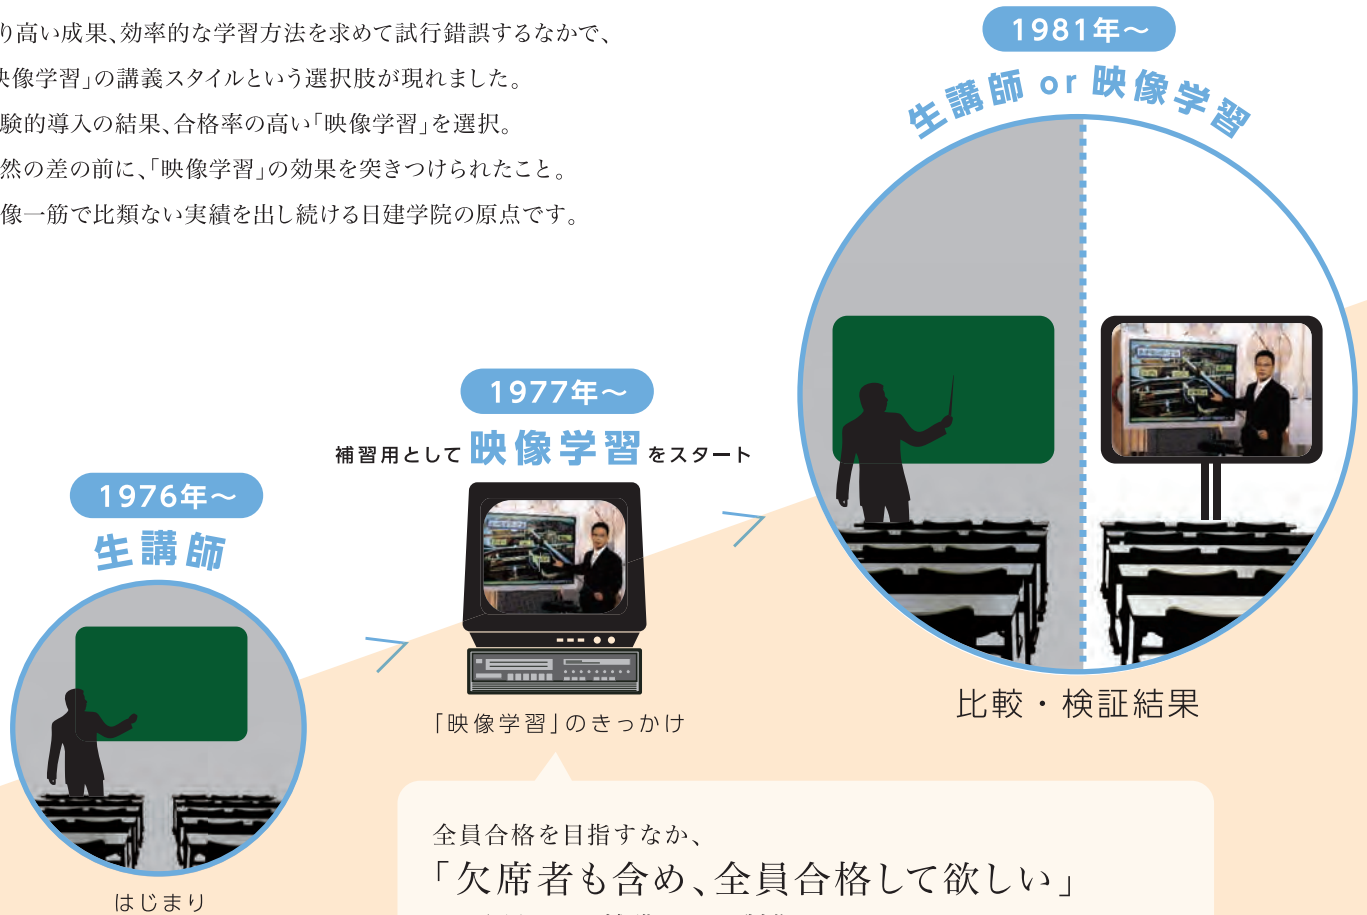 り高い成果、効率的な学習方法を求めて試行錯誤するなかで、
映像学習」の講義スタイルという選択肢が現れました。
験的導入の結果、合格率の高い「映像学習」を選択。
然の差の前に、「映像学習」の効果を突きつけられたこと。
像一筋で比類ない実績を出し続ける日建学院の原点です。
1981年～
生講師 or 映像学習
比較・検証結果
1977年～
補習用として 映像学習 をスタート
「映像学習」のきっかけ
1976年～
生講師
はじまり
全員合格を目指すなか、
「欠席者も含め、全員合格して欲しい」